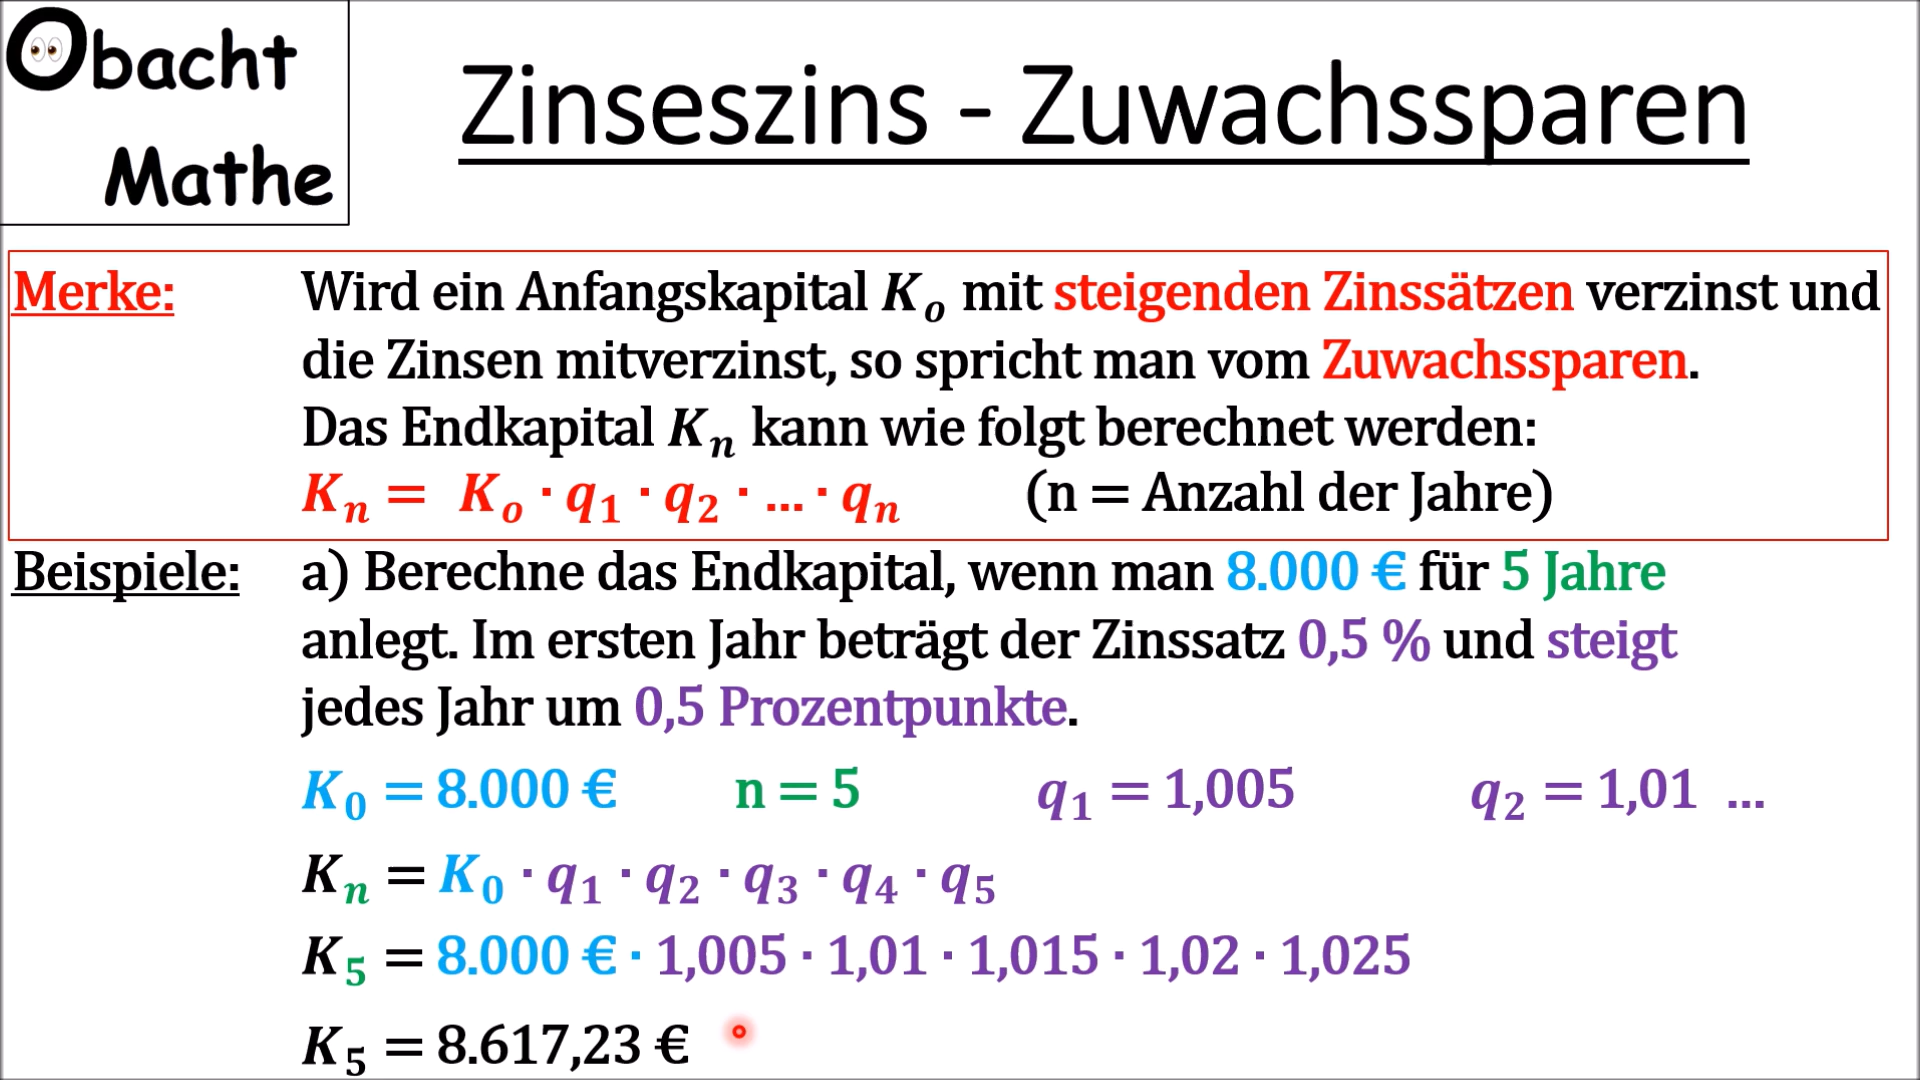 Obacht
Mathe
Zinseszins - Zuwachssparen
Merke: Wird ein Anfangskapital Kₒ mit steigenden Zinssätzen verzinst und
die Zinsen mitverzinst, so spricht man vom Zuwachssparen.
Das Endkapital Kₙ kann wie folgt berechnet werden:
Kₙ = Kₒ · q₁ · q₂ · ... · qₙ (n = Anzahl der Jahre)
Beispiele: a) Berechne das Endkapital, wenn man 8.000 € für 5 Jahre
anlegt. Im ersten Jahr beträgt der Zinssatz 0,5 % und steigt
jedes Jahr um 0,5 Prozentpunkte.
K₀ = 8.000 € n = 5 q₁ = 1,005 q₂ = 1,01 ...
Kₙ = K₀ · q₁ · q₂ · q₃ · q₄ · q₅
K₅ = 8.000 € · 1,005 · 1,01 · 1,015 · 1,02 · 1,025
K₅ = 8.617,23 €